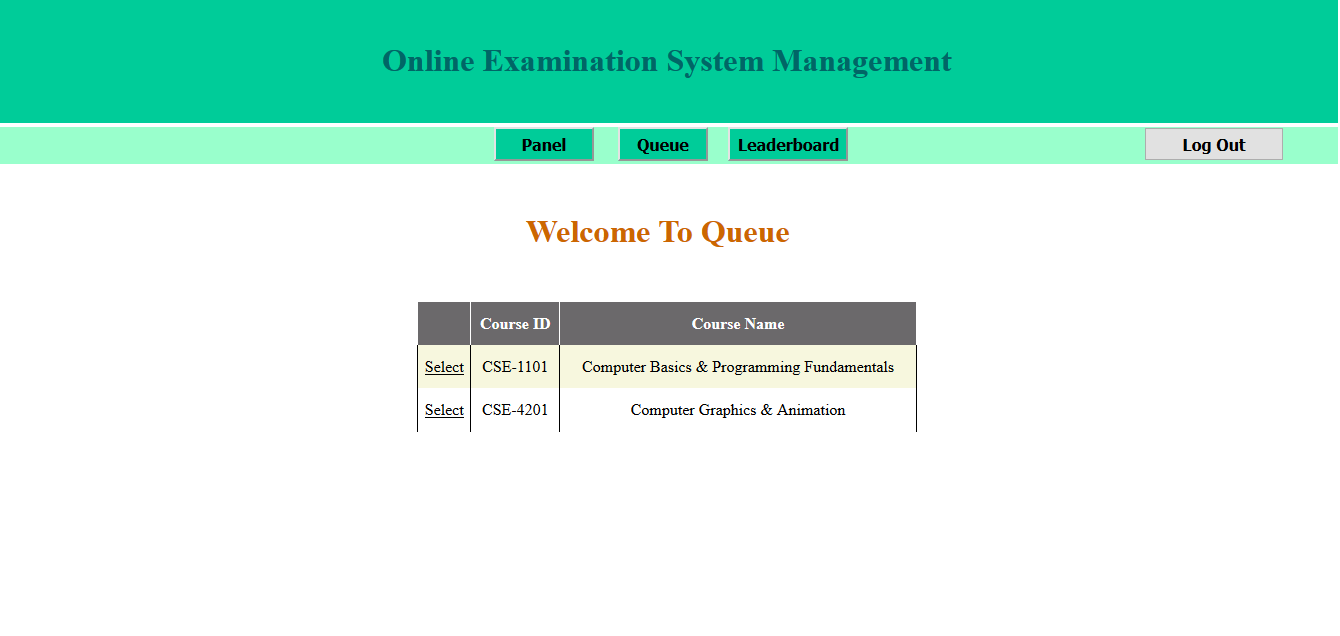 Online Examination System Management
Panel Queue Leaderboard Log Out
Welcome To Queue
Course ID Course Name
Select CSE-1101 Computer Basics & Programming Fundamentals
Select CSE-4201 Computer Graphics & Animation